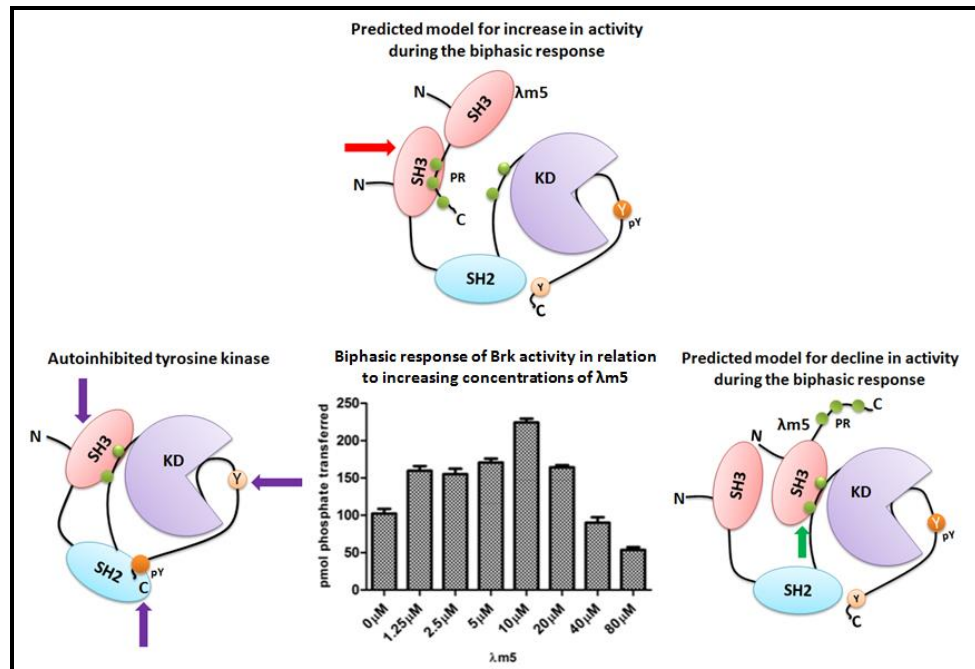 Predicted model for increase in activity
during the biphasic response
N
SH3
λm5
SH3
N
PR
C
KD
Y
pY
SH2
Y
C
Autoinhibited tyrosine kinase
N
SH3
KD
Y
SH2
pY
C
Biphasic response of Brk activity in relation
to increasing concentrations of λm5
pmol phosphate transferred
250
200
150
100
50
0
0µM
1.25µM
2.5µM
5µM
10µM
20µM
40µM
80µM
λm5
Predicted model for decline in activity
during the biphasic response
C
λm5
PR
N
N
SH3
SH3
KD
Y
pY
SH2
Y
C